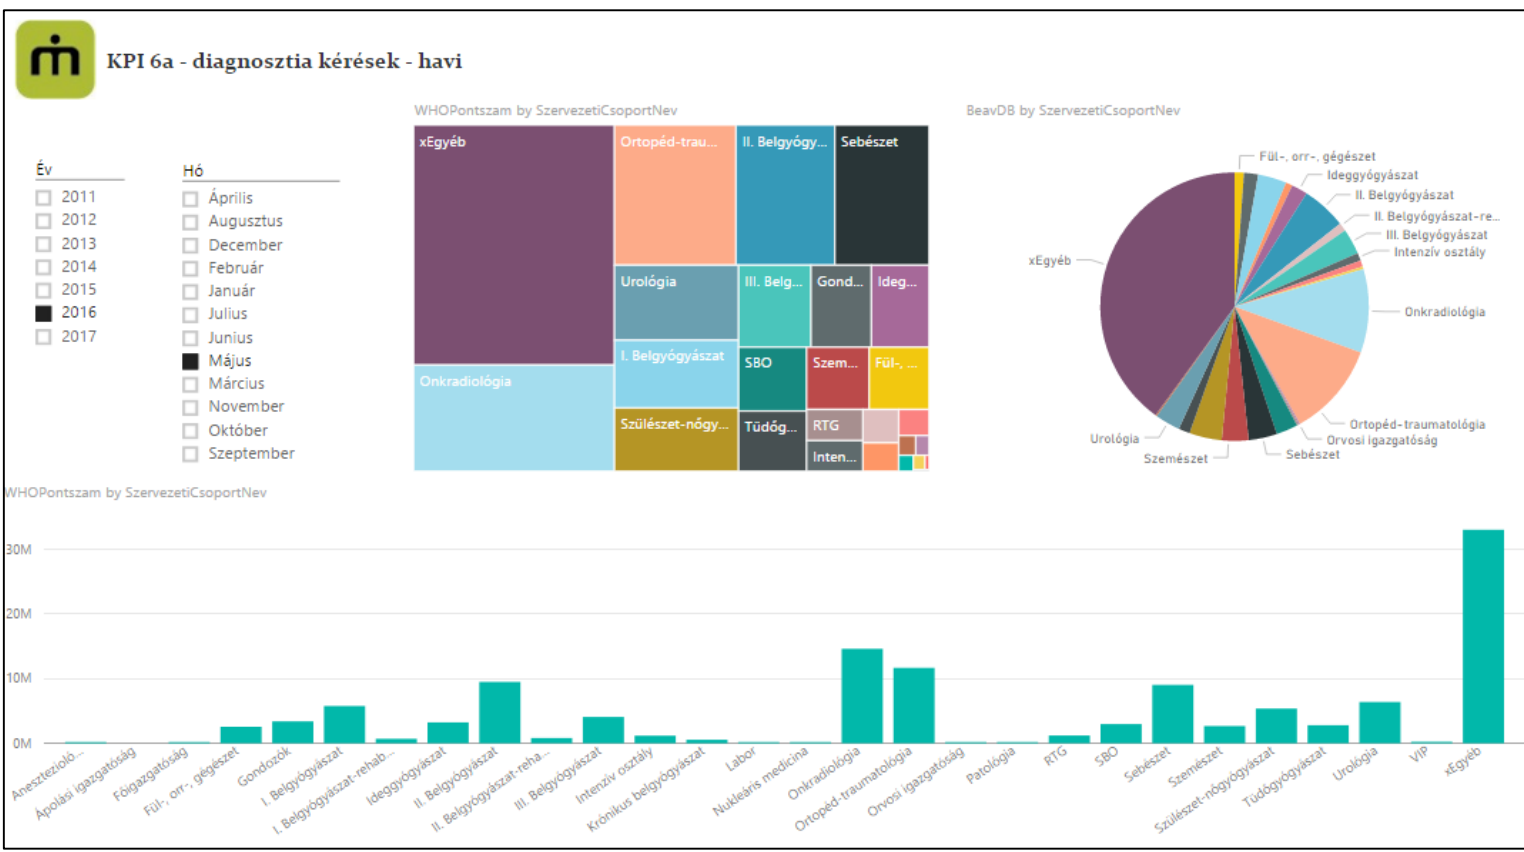 KPI 6a - diagnosztia kérések - havi
Év
2011
2012
2013
2014
2015
2016
2017
Hó
Április
Augusztus
December
Február
Január
Julius
Junius
Május
Március
November
Október
Szeptember
WHOPontszam by SzervezetiCsoportNev
xEgyéb
Onkradiológia
Ortopéd-trau...
II. Belgyógy...
Sebészet
Urológia
I. Belgyógyászat
Szülészet-nőgy...
III. Belg...
Gond...
Ideg...
SBO
Szem...
Fül-, ...
Tüdőg...
RTG
Inten...
BeavDB by SzervezetiCsoportNev
Fül-, orr-, gégészet
Ideggyógyászat
II. Belgyógyászat
II. Belgyógyászat-re...
III. Belgyógyászat
Intenzív osztály
Onkradiológia
Ortopéd-traumatológia
Orvosi igazgatóság
Sebészet
Szemészet
Urológia
xEgyéb
WHOPontszam by SzervezetiCsoportNev
30M
20M
10M
0M
Anesztezioló...
Ápolási igazgatóság
Főigazgatóság
Fül-, orr-, gégészet
Gondozók
I. Belgyógyászat
I. Belgyógyászat-rehab...
Ideggyógyászat
II. Belgyógyászat
II. Belgyógyászat-reha...
III. Belgyógyászat
Intenzív osztály
Krónikus belgyógyászat
Labor
Nukleáris medicina
Onkradiológia
Ortopéd-traumatológia
Orvosi igazgatóság
Patológia
RTG
SBO
Sebészet
Szemészet
Szülészet-nőgyógyászat
Tüdőgyógyászat
Urológia
VIP
xEgyéb